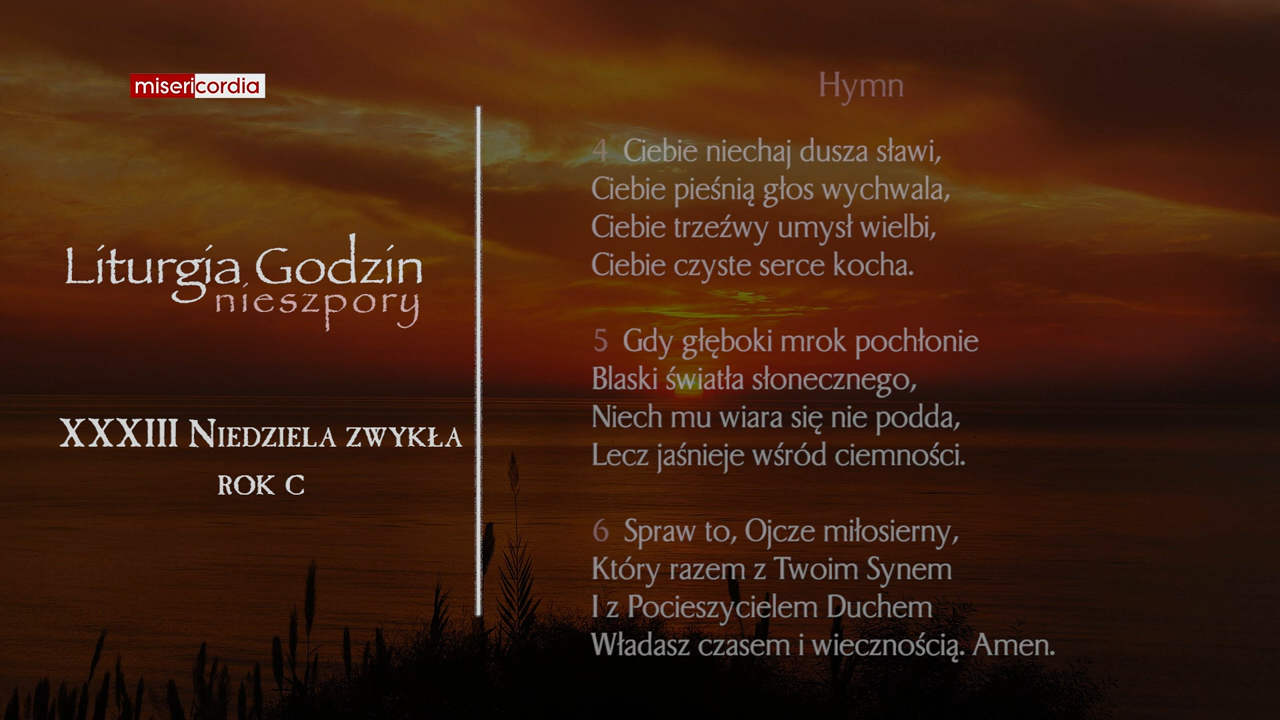 misericordia
Liturgia Godzin
nieszpory
XXXIII Niedziela zwykła
rok C
Hymn
4 Ciebie niechaj dusza sławi,
Ciebie pieśnią głos wychwala,
Ciebie trzeźwy umysł wielbi,
Ciebie czyste serce kocha.
5 Gdy głęboki mrok pochłonie
Blaski światła słonecznego,
Niech mu wiara się nie podda,
Lecz jaśnieje wśród ciemności.
6 Spraw to, Ojcze miłosierny,
Który razem z Twoim Synem
I z Pocieszycielem Duchem
Władasz czasem i wiecznością. Amen.